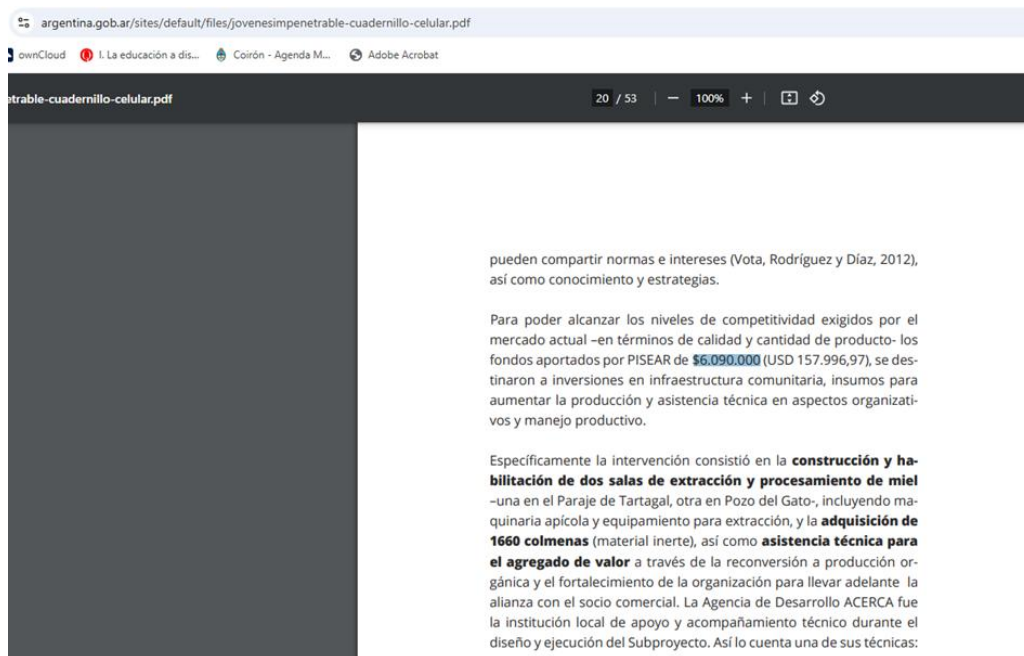 argentina.gob.ar/sites/default/files/jovenesimpenetrable-cuadernillo-celular.pdf
ownCloud I. La educación a dis... Coirón - Agenda M... Adobe Acrobat
etrable-cuadernillo-celular.pdf 20 / 53 | — 100% + |
pueden compartir normas e intereses (Vota, Rodríguez y Díaz, 2012),
así como conocimiento y estrategias.
Para poder alcanzar los niveles de competitividad exigidos por el
mercado actual –en términos de calidad y cantidad de producto- los
fondos aportados por PISEAR de $6.090.000 (USD 157.996,97), se des-
tinaron a inversiones en infraestructura comunitaria, insumos para
aumentar la producción y asistencia técnica en aspectos organizati-
vos y manejo productivo.
Específicamente la intervención consistió en la construcción y ha-
bilitación de dos salas de extracción y procesamiento de miel
–una en el Paraje de Tartagal, otra en Pozo del Gato-, incluyendo ma-
quinaria apícola y equipamiento para extracción, y la adquisición de
1660 colmenas (material inerte), así como asistencia técnica para
el agregado de valor a través de la reconversión a producción or-
gánica y el fortalecimiento de la organización para llevar adelante la
alianza con el socio comercial. La Agencia de Desarrollo ACERCA fue
la institución local de apoyo y acompañamiento técnico durante el
diseño y ejecución del Subproyecto. Así lo cuenta una de sus técnicas: